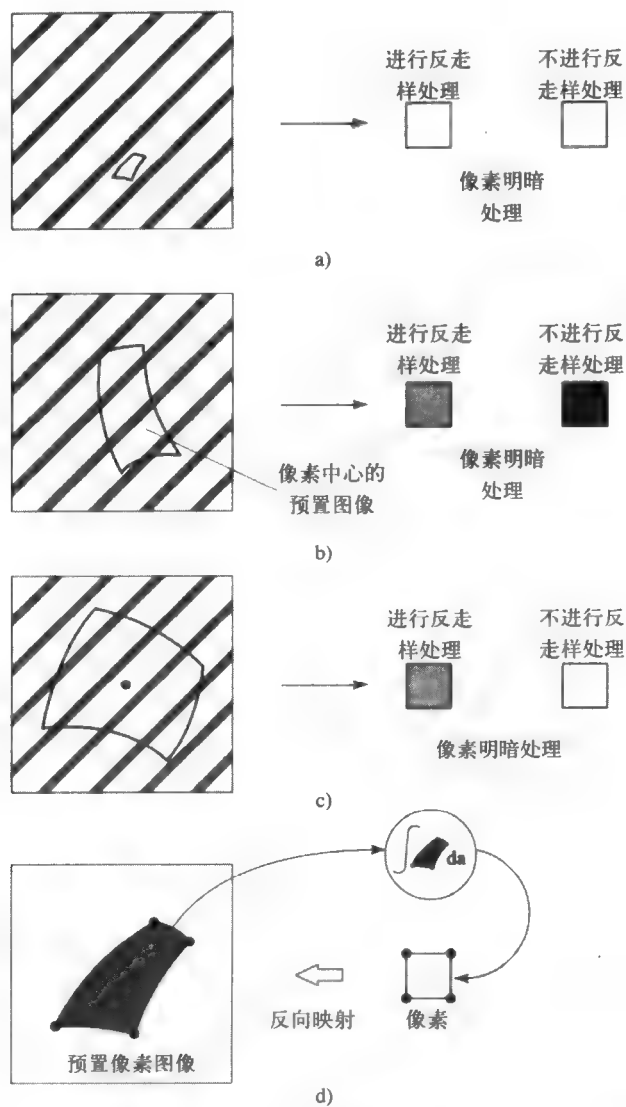 进行反走
样处理
不进行反
走样处理
像素明暗
处理
a)
进行反走
样处理
不进行反
走样处理
像素中心的
预置图像
像素明暗
处理
b)
进行反走
样处理
不进行反
走样处理
像素明暗处理
c)
∫ da
反向映射
像素
预置像素图像
d)